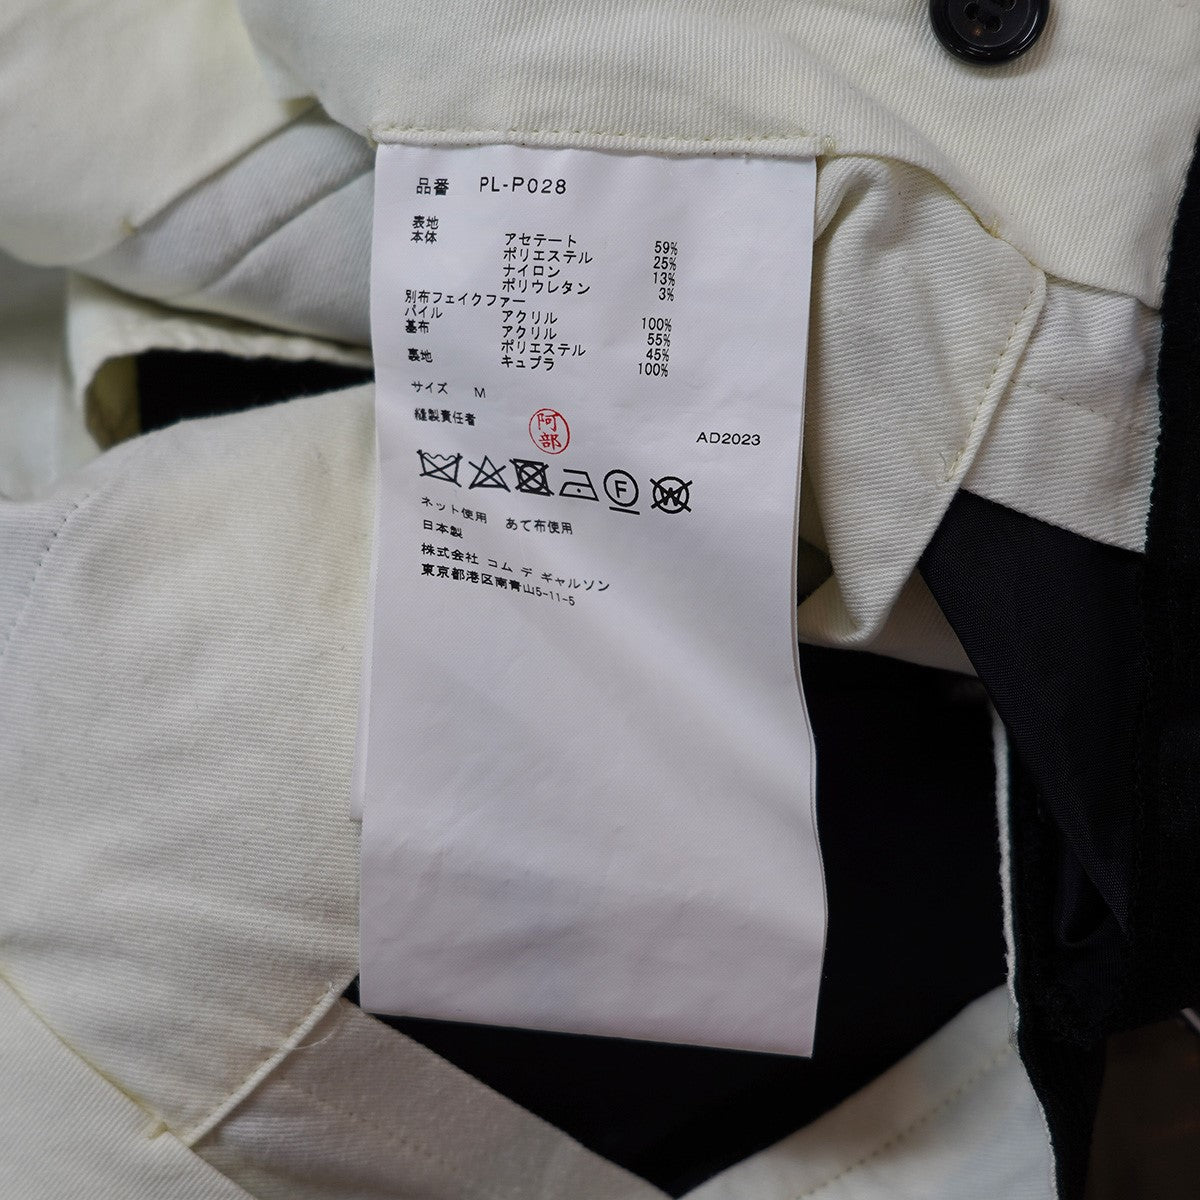 品番 PL-P028
表地
本体 アセテート 59%
ポリエステル 25%
ナイロン 13%
ポリウレタン 3%
別布フェイクファー
パイル アクリル 100%
基布 アクリル 55%
ポリエステル 45%
裏地 キュプラ 100%
サイズ M
縫製責任者 阿部 AD2023
F W
ネット使用 あて布使用
日本製
株式会社 コム デ ギャルソン
東京都港区南青山5-11-5